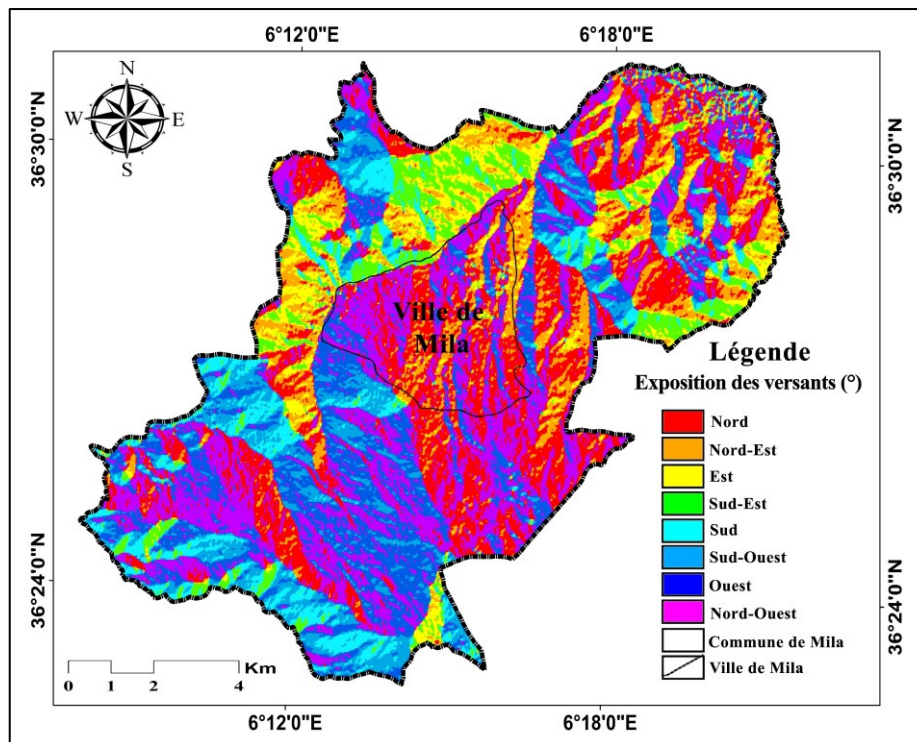 6°12'0"E
6°18'0"E
N
W
E
S
36°30'0"N
36°30'0"N
Ville de
Mila
Légende
Exposition des versants (°)
Nord
Nord-Est
Est
Sud-Est
Sud
Sud-Ouest
Ouest
Nord-Ouest
Commune de Mila
Ville de Mila
36°24'0"N
36°24'0"N
Km
0 1 2 4
6°12'0"E
6°18'0"E